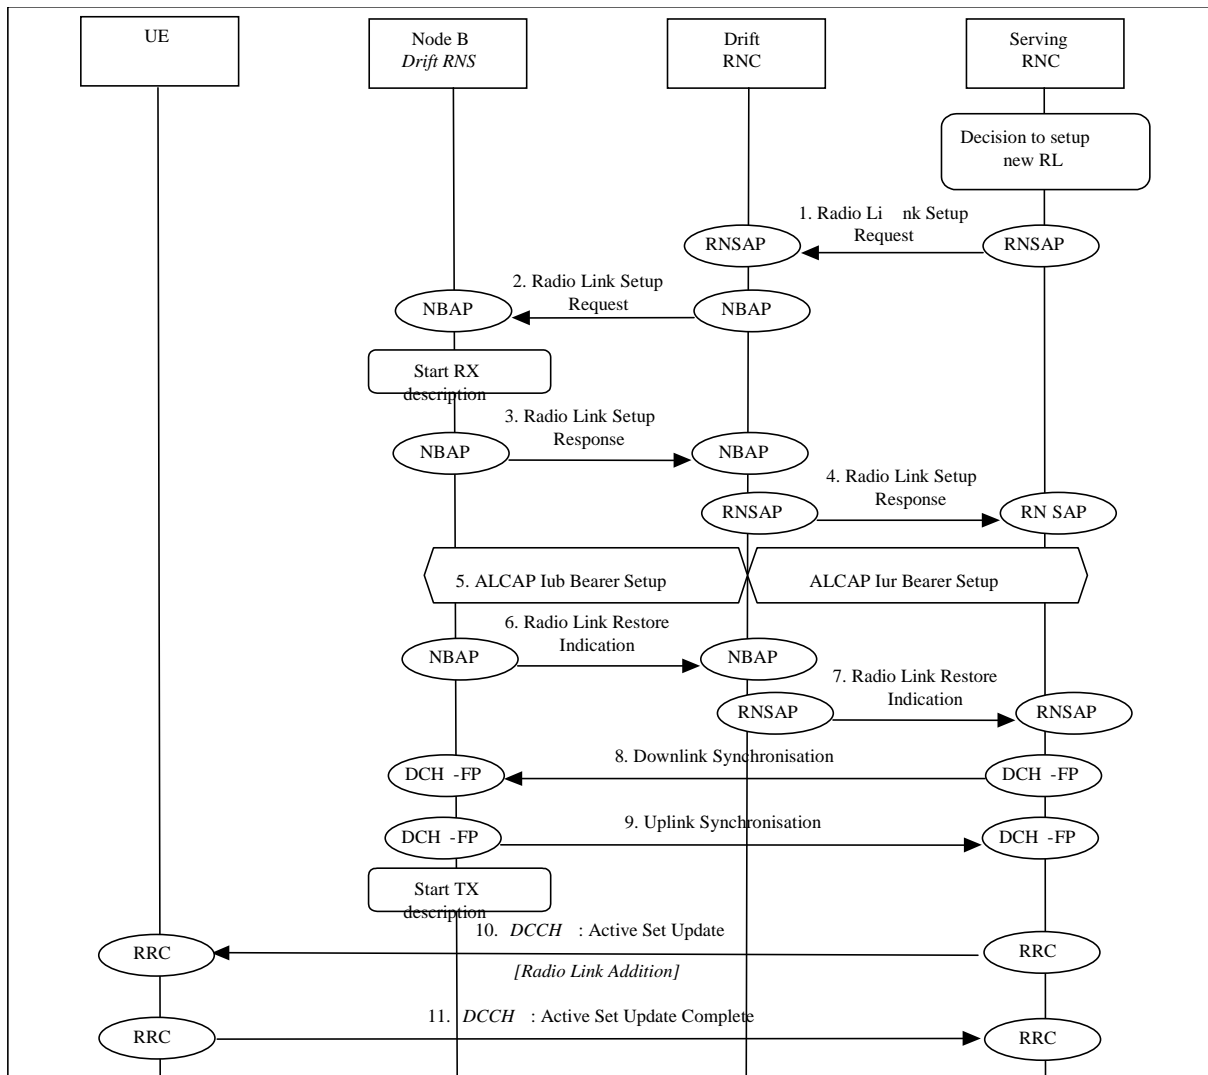 UE
Node B
Drift RNS
Drift
RNC
Serving
RNC
Decision to setup
new RL
1. Radio Li nk Setup
Request
RNSAP
RNSAP
2. Radio Link Setup
Request
NBAP
NBAP
Start RX
description
3. Radio Link Setup
Response
NBAP
NBAP
4. Radio Link Setup
Response
RNSAP
RN SAP
5. ALCAP Iub Bearer Setup
ALCAP Iur Bearer Setup
6. Radio Link Restore
Indication
NBAP
NBAP
7. Radio Link Restore
Indication
RNSAP
RNSAP
8. Downlink Synchronisation
DCH -FP
DCH -FP
9. Uplink Synchronisation
DCH -FP
DCH -FP
Start TX
description
10. DCCH : Active Set Update
RRC
RRC
[Radio Link Addition]
11. DCCH : Active Set Update Complete
RRC
RRC